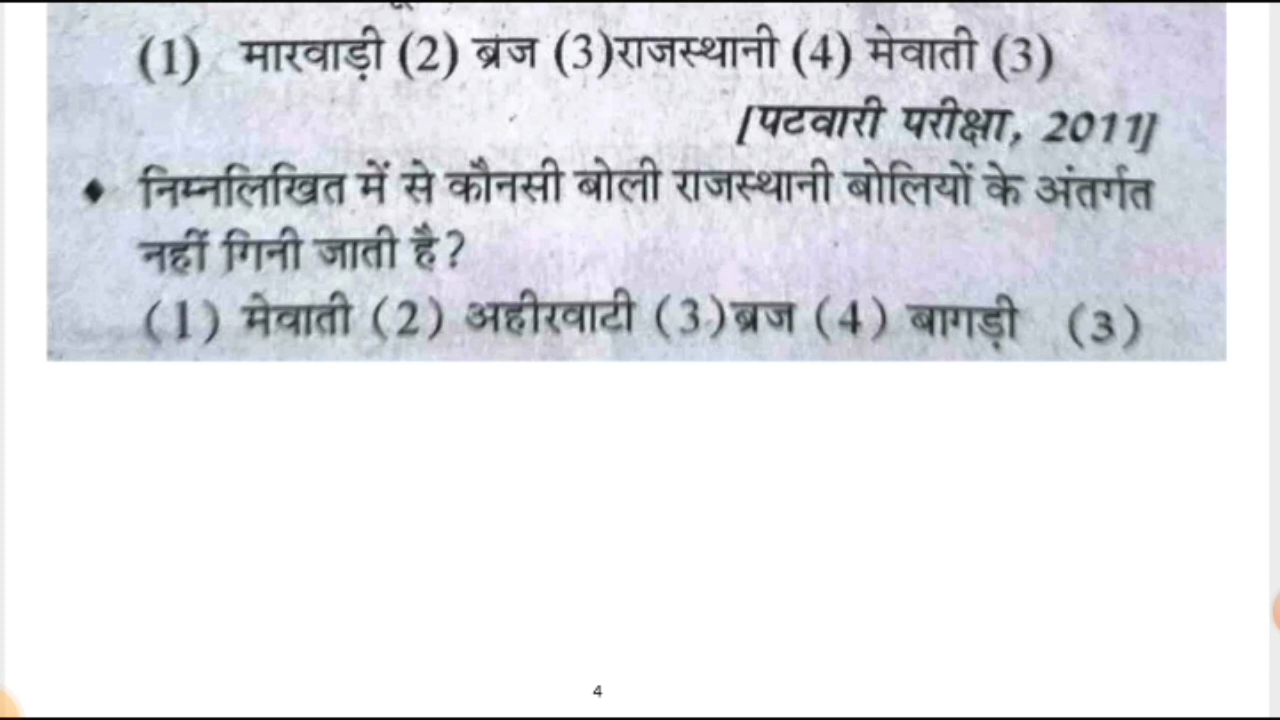 (1) मारवाड़ी (2) ब्रज (3)राजस्थानी (4) मेवाती (3)
[पटवारी परीक्षा, 2011]
♦ निम्नलिखित में से कौनसी बोली राजस्थानी बोलियों के अंतर्गत
नहीं गिनी जाती है?
(1) मेवाती (2) अहीरवाटी (3)ब्रज (4) बागड़ी (3)
4